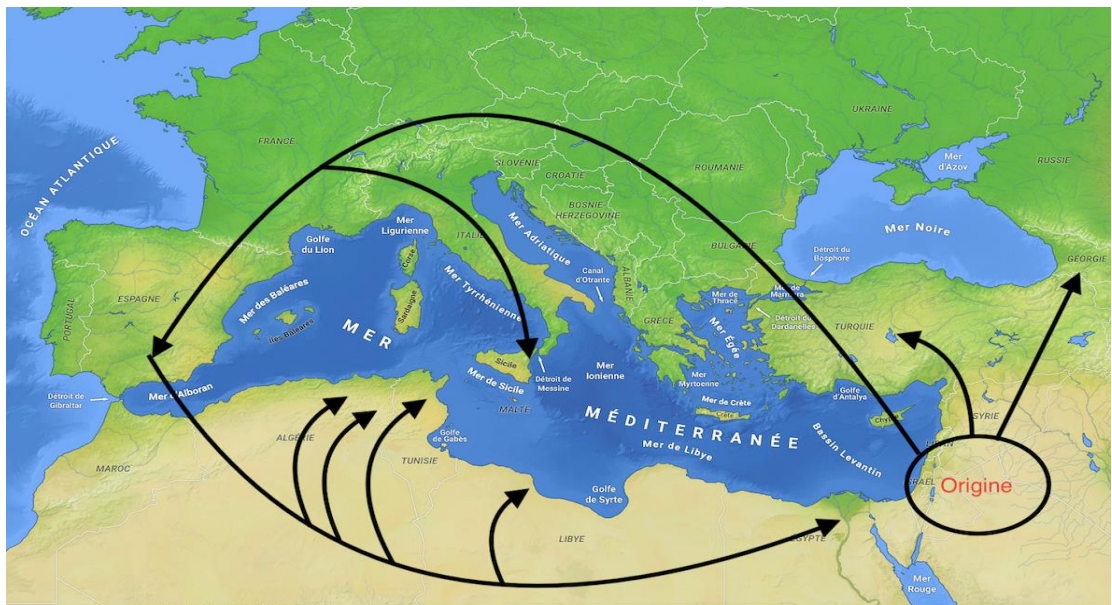 OCÉAN ATLANTIQUE
FRANCE
UKRAINE
RUSSIE
Mer
d'Azov
SLOVÉNIE
CROATIE
ROUMANIE
BOSNIE-
HERZÉGOVINE
Mer
Ligurienne
Golfe
du Lion
ITALIE
Mer Adriatique
Mer Noire
BULGARIE
Détroit du
Bosphore
GÉORGIE
Corse
Canal
d'Otrante
ALBANIE
Mer de
Thrace
Mer de
Marmara
Détroit des
Dardanelles
PORTUGAL
ESPAGNE
Mer des Baléares
Îles Baléares
Sardaigne
Mer Tyrrhénienne
MER
GRÈCE
Mer Égée
TURQUIE
Sicile
Détroit de
Messine
Mer
Ionienne
Mer
Myrtoenne
Mer de Sicile
MALTE
Détroit de
Gibraltar
Mer d'Alboran
Mer de Crète
Crète
Golfe
d'Antalya
Chypre
SYRIE
MÉDITERRANÉE
Mer de Libye
Bassin Levantin
LIBAN
MAROC
ALGÉRIE
TUNISIE
Golfe
de Gabès
Golfe
de Syrte
ISRAËL
Origine
LIBYE
ÉGYPTE
Mer
Rouge